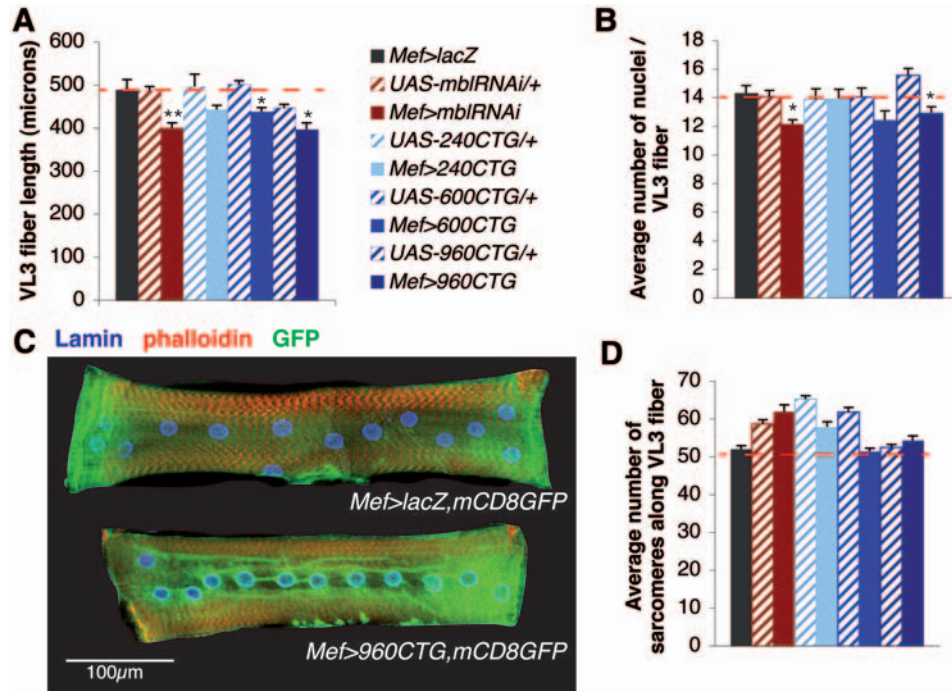 A
VL3 fiber length (microns)
600
500
400
300
200
100
0
**
*
*
Mef>lacZ
UAS-mblRNAi/+
Mef>mblRNAi
UAS-240CTG/+
Mef>240CTG
UAS-600CTG/+
Mef>600CTG
UAS-960CTG/+
Mef>960CTG
B
Average number of nuclei /
VL3 fiber
18
16
14
12
10
8
6
4
2
0
*
*
C Lamin phalloidin GFP
Mef>lacZ,mCD8GFP
Mef>960CTG,mCD8GFP
100µm
D
Average number of
sarcomeres along VL3 fiber
70
60
50
40
30
20
10
0